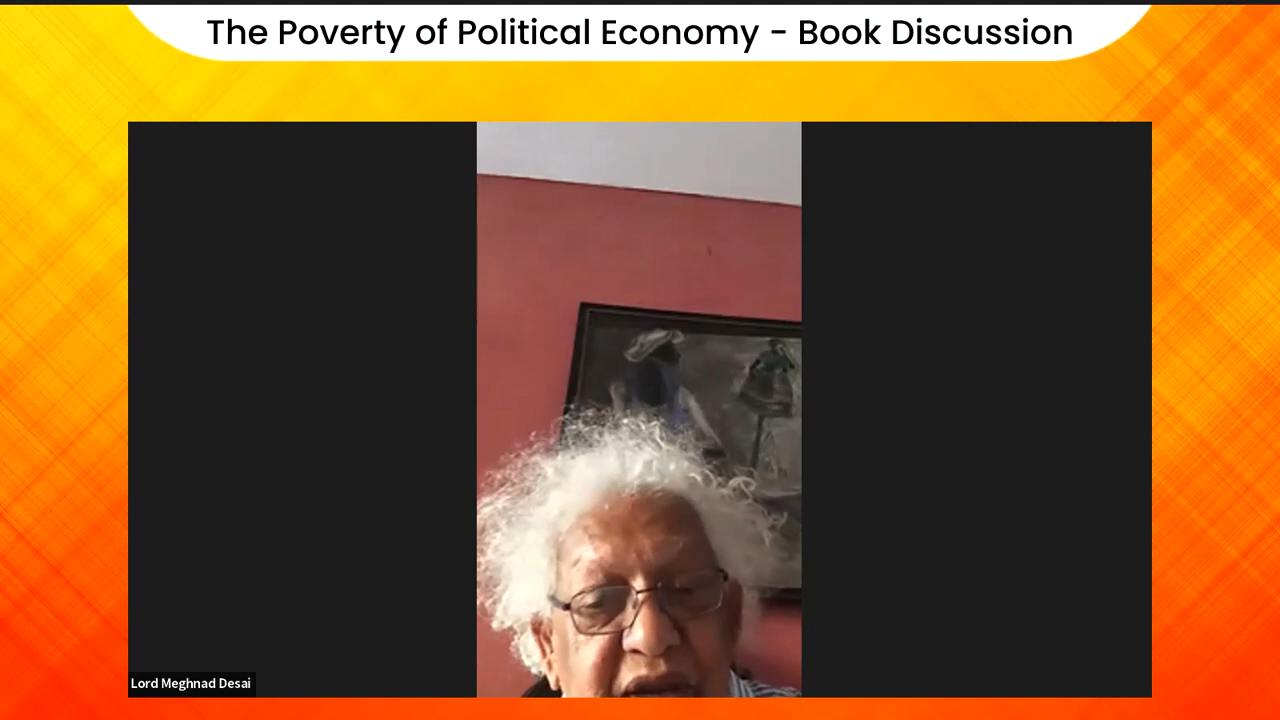 The Poverty of Political Economy - Book Discussion
Lord Meghnad Desai